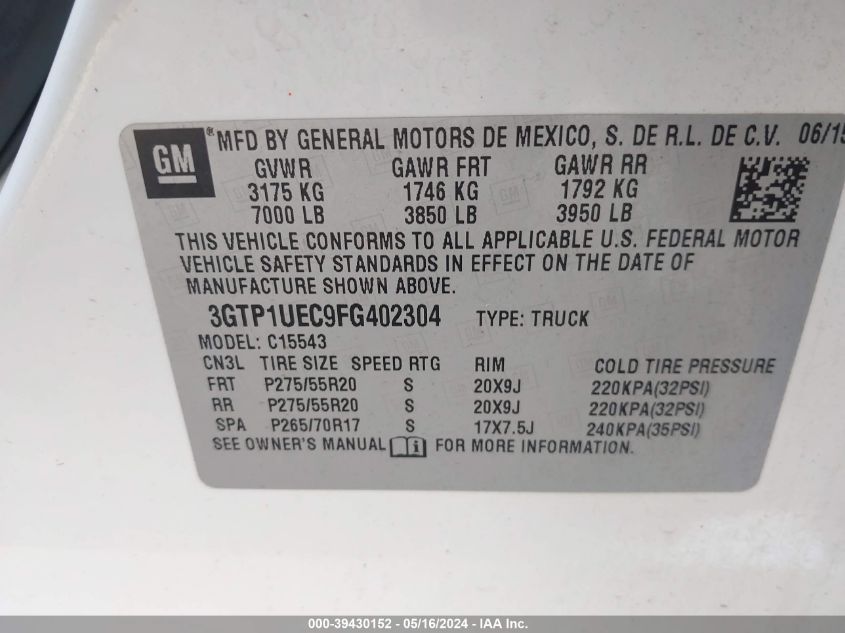 GM ® MFD BY GENERAL MOTORS DE MEXICO, S. DE R.L. DE C.V. 06/15
GVWR GAWR FRT GAWR RR
3175 KG 1746 KG 1792 KG
7000 LB 3850 LB 3950 LB
THIS VEHICLE CONFORMS TO ALL APPLICABLE U.S. FEDERAL MOTOR
VEHICLE SAFETY STANDARDS IN EFFECT ON THE DATE OF
MANUFACTURE SHOWN ABOVE.
3GTP1UEC9FG402304 TYPE: TRUCK
MODEL: C15543
CN3L TIRE SIZE SPEED RTG RIM COLD TIRE PRESSURE
FRT P275/55R20 S 20X9J 220KPA(32PSI)
RR P275/55R20 S 20X9J 220KPA(32PSI)
SPA P265/70R17 S 17X7.5J 240KPA(35PSI)
SEE OWNER'S MANUAL i FOR MORE INFORMATION.
000-39430152 - 05/16/2024 - IAA Inc.